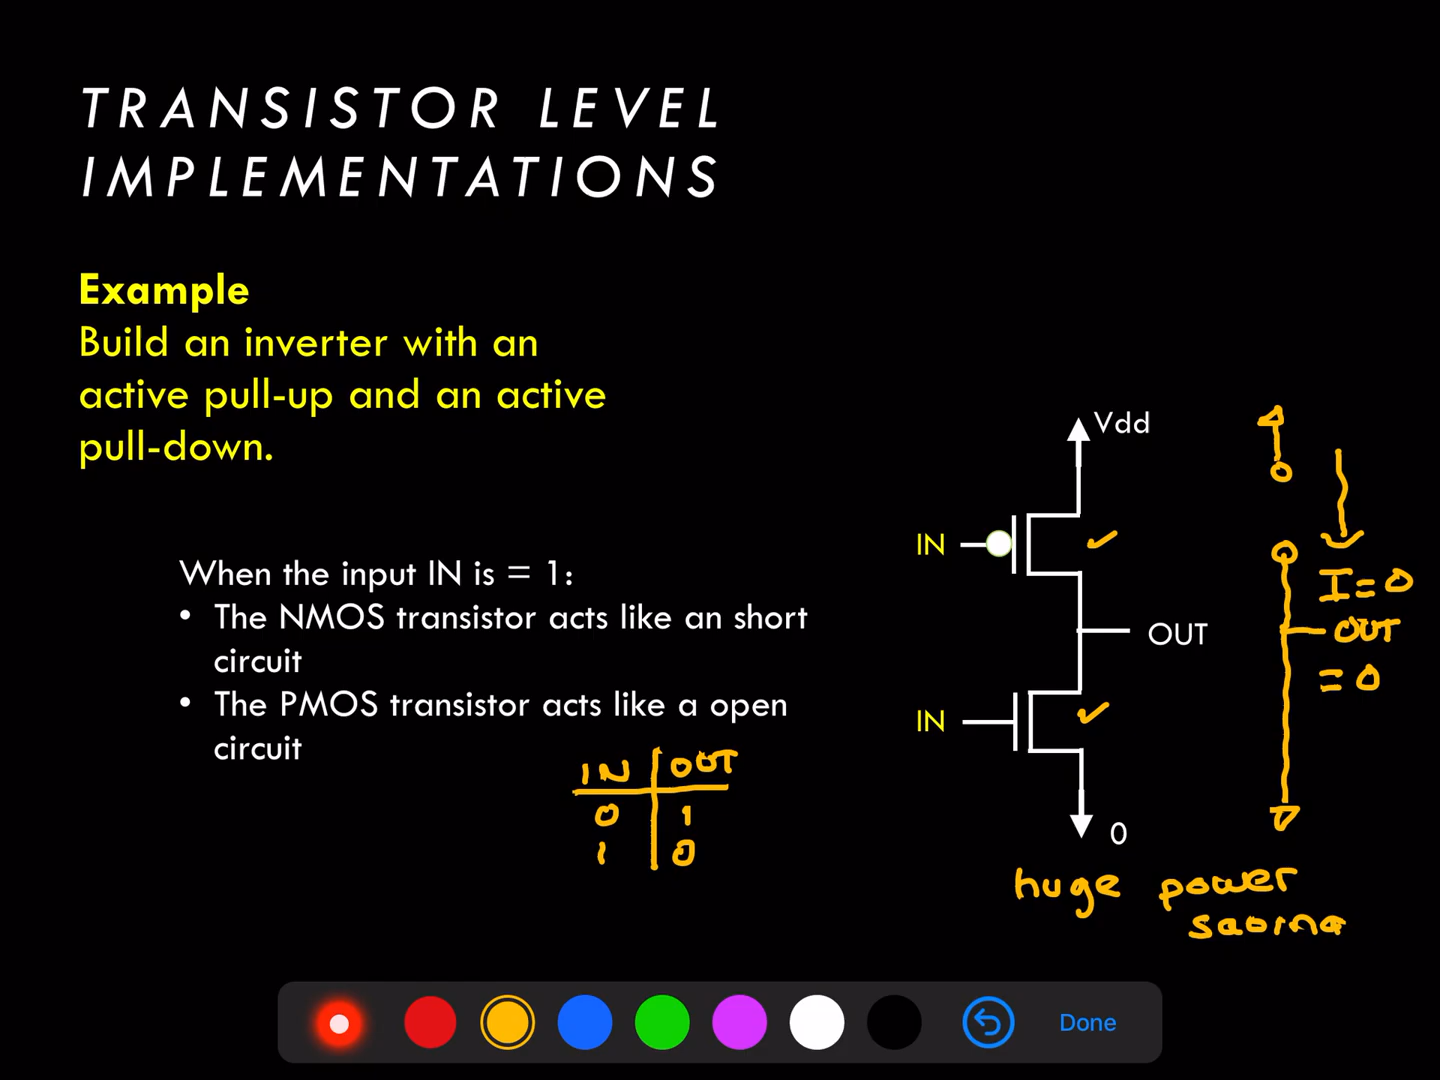 TRANSISTOR LEVEL
IMPLEMENTATIONS
Example
Build an inverter with an
active pull-up and an active
pull-down.
When the input IN is = 1:
• The NMOS transistor acts like an short
circuit
• The PMOS transistor acts like a open
circuit
IN | OUT
0 | 1
1 | 0
Vdd
IN
OUT
IN
0
I = 0
OUT
= 0
huge power
Done